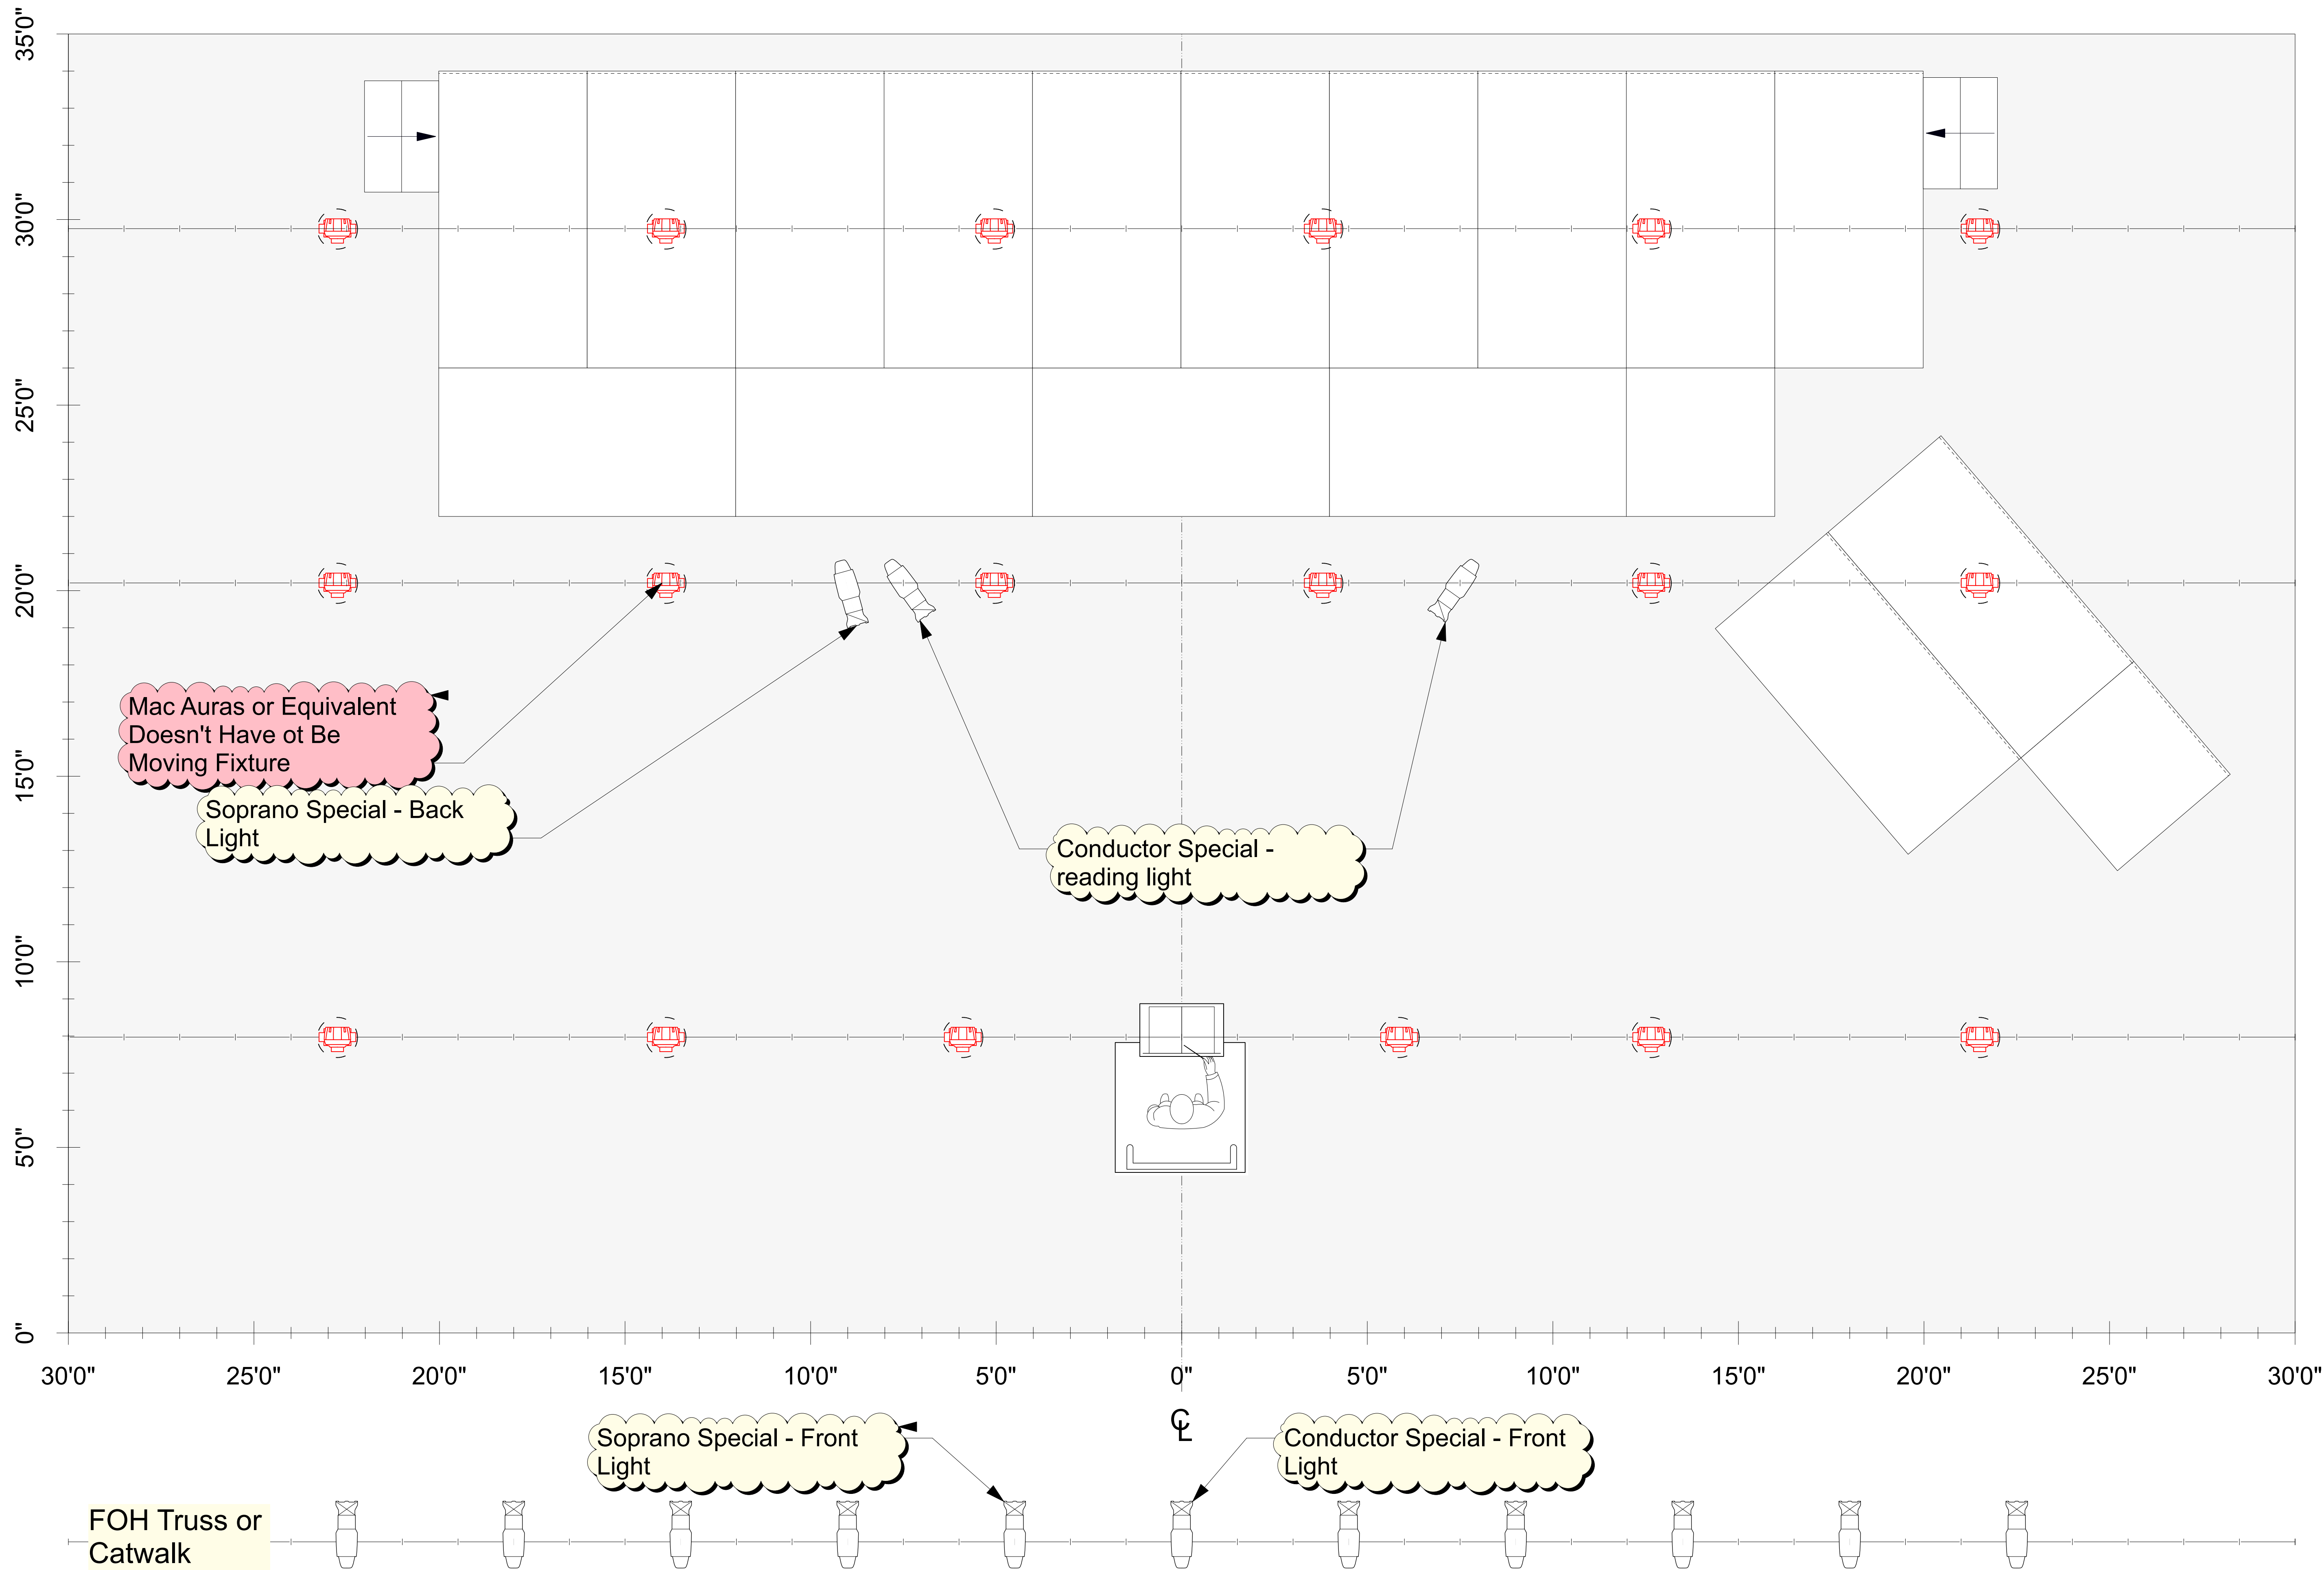 35'0"
30'0"
25'0"
20'0"
15'0"
10'0"
5'0"
0"
Mac Auras or Equivalent
Doesn't Have ot Be
Moving Fixture
Soprano Special - Back
Light
Conductor Special -
reading light
30'0" 25'0" 20'0" 15'0" 10'0" 5'0" 0" 5'0" 10'0" 15'0" 20'0" 25'0" 30'0"
CL
Soprano Special - Front
Light
Conductor Special - Front
Light
FOH Truss or
Catwalk